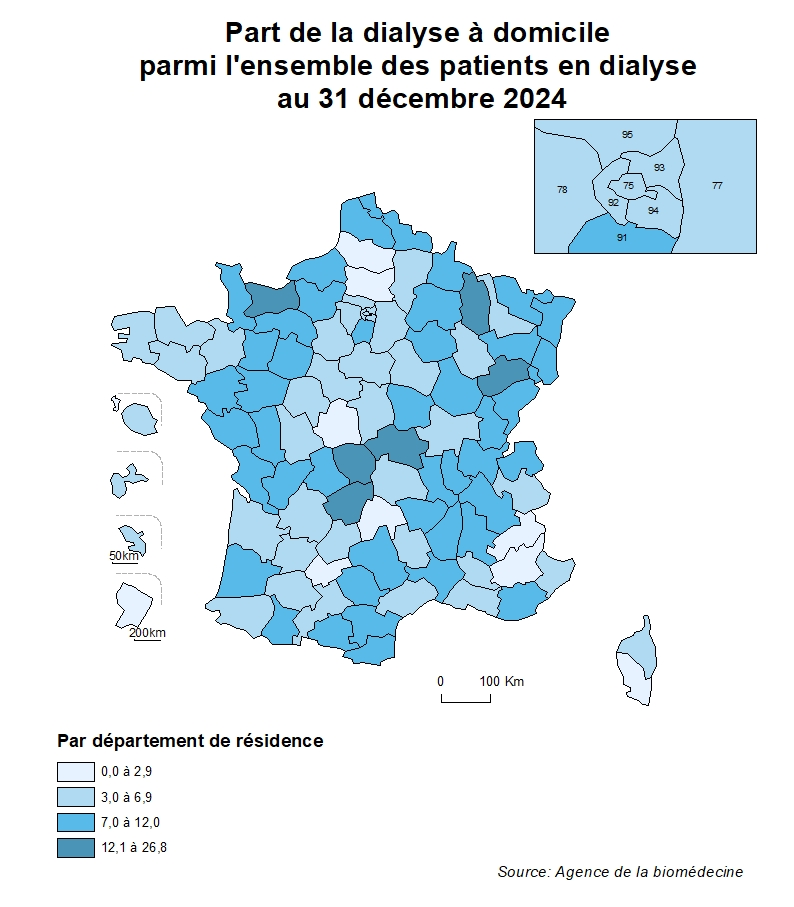 Part de la dialyse à domicile
parmi l'ensemble des patients en dialyse
au 31 décembre 2024
95
93
78
75
77
92
94
91
50km
200km
0 100 Km
Par département de résidence
0,0 à 2,9
3,0 à 6,9
7,0 à 12,0
12,1 à 26,8
Source: Agence de la biomédecine